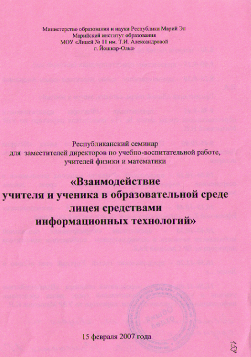 Министерство образования и науки Республики Марий Эл
Марийский институт образования
МОУ «Лицей № 11 им. Т.И. Александровой
г. Йошкар-Ола»
Республиканский семинар
для заместителей директоров по учебно-воспитательной работе,
учителей физики и математики
«Взаимодействие
учителя и ученика в образовательной среде
лицея средствами
информационных технологий»
15 февраля 2007 года